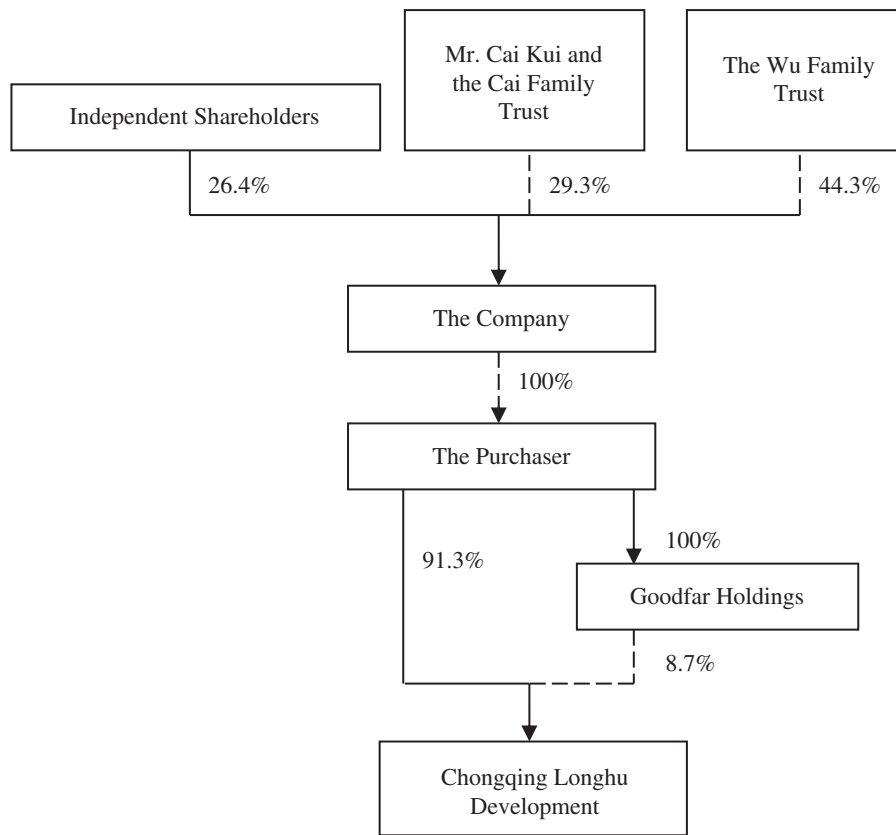 Independent Shareholders
Mr. Cai Kui and
the Cai Family
Trust
The Wu Family
Trust
26.4%
29.3%
44.3%
The Company
100%
The Purchaser
91.3%
100%
Goodfar Holdings
8.7%
Chongqing Longhu
Development